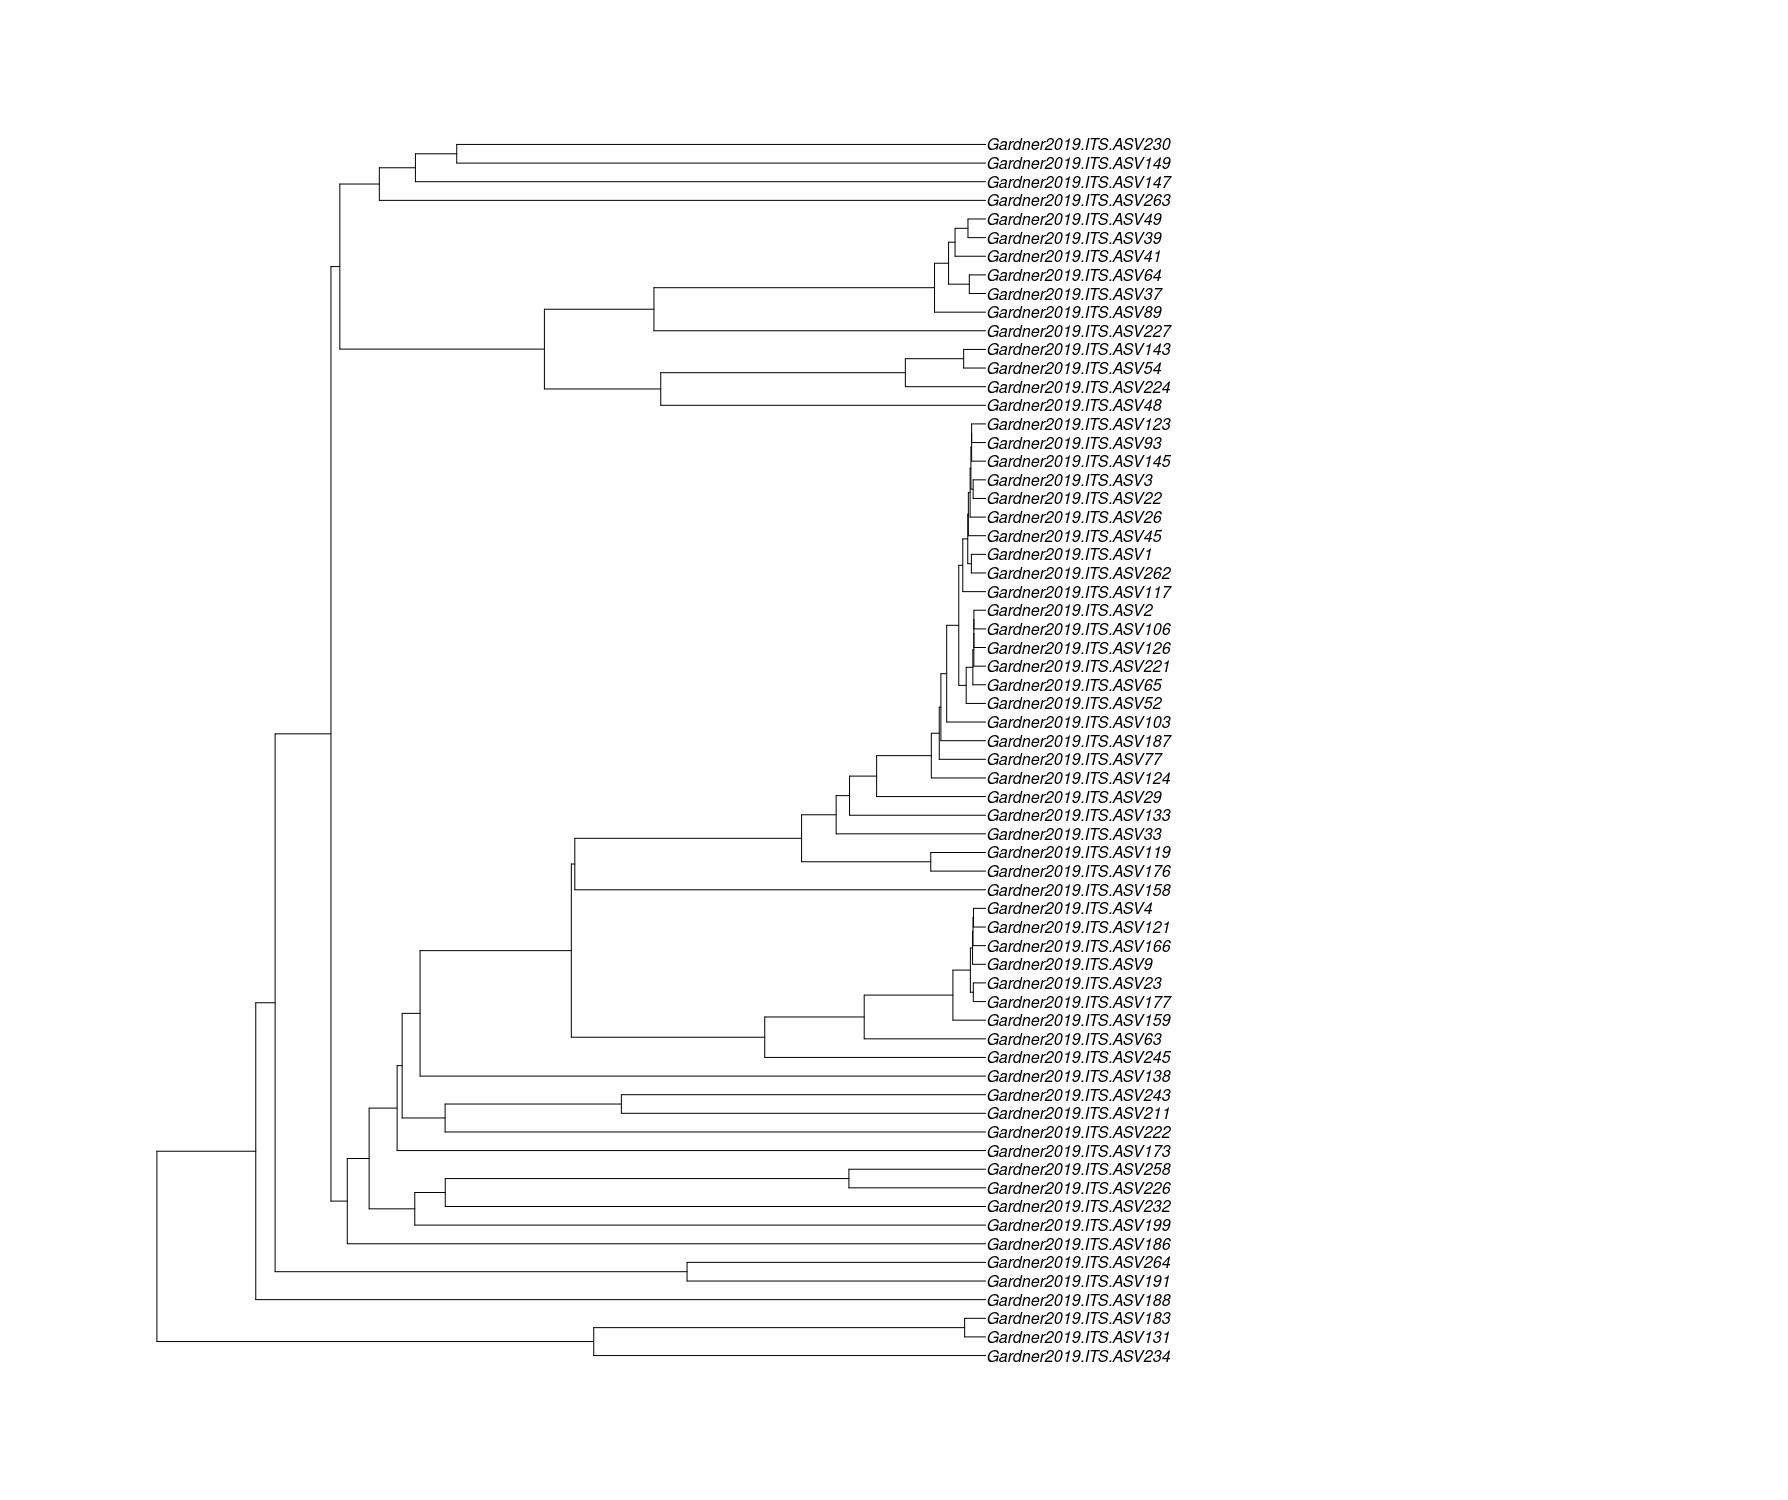 Gardner2019.ITS.ASV230
Gardner2019.ITS.ASV149
Gardner2019.ITS.ASV147
Gardner2019.ITS.ASV263
Gardner2019.ITS.ASV49
Gardner2019.ITS.ASV39
Gardner2019.ITS.ASV41
Gardner2019.ITS.ASV64
Gardner2019.ITS.ASV37
Gardner2019.ITS.ASV89
Gardner2019.ITS.ASV227
Gardner2019.ITS.ASV143
Gardner2019.ITS.ASV54
Gardner2019.ITS.ASV224
Gardner2019.ITS.ASV48
Gardner2019.ITS.ASV123
Gardner2019.ITS.ASV93
Gardner2019.ITS.ASV145
Gardner2019.ITS.ASV3
Gardner2019.ITS.ASV22
Gardner2019.ITS.ASV26
Gardner2019.ITS.ASV45
Gardner2019.ITS.ASV1
Gardner2019.ITS.ASV262
Gardner2019.ITS.ASV117
Gardner2019.ITS.ASV2
Gardner2019.ITS.ASV106
Gardner2019.ITS.ASV126
Gardner2019.ITS.ASV221
Gardner2019.ITS.ASV65
Gardner2019.ITS.ASV52
Gardner2019.ITS.ASV103
Gardner2019.ITS.ASV187
Gardner2019.ITS.ASV77
Gardner2019.ITS.ASV124
Gardner2019.ITS.ASV29
Gardner2019.ITS.ASV133
Gardner2019.ITS.ASV33
Gardner2019.ITS.ASV119
Gardner2019.ITS.ASV176
Gardner2019.ITS.ASV158
Gardner2019.ITS.ASV4
Gardner2019.ITS.ASV121
Gardner2019.ITS.ASV166
Gardner2019.ITS.ASV9
Gardner2019.ITS.ASV23
Gardner2019.ITS.ASV177
Gardner2019.ITS.ASV159
Gardner2019.ITS.ASV63
Gardner2019.ITS.ASV245
Gardner2019.ITS.ASV138
Gardner2019.ITS.ASV243
Gardner2019.ITS.ASV211
Gardner2019.ITS.ASV222
Gardner2019.ITS.ASV173
Gardner2019.ITS.ASV258
Gardner2019.ITS.ASV226
Gardner2019.ITS.ASV232
Gardner2019.ITS.ASV199
Gardner2019.ITS.ASV186
Gardner2019.ITS.ASV264
Gardner2019.ITS.ASV191
Gardner2019.ITS.ASV188
Gardner2019.ITS.ASV183
Gardner2019.ITS.ASV131
Gardner2019.ITS.ASV234